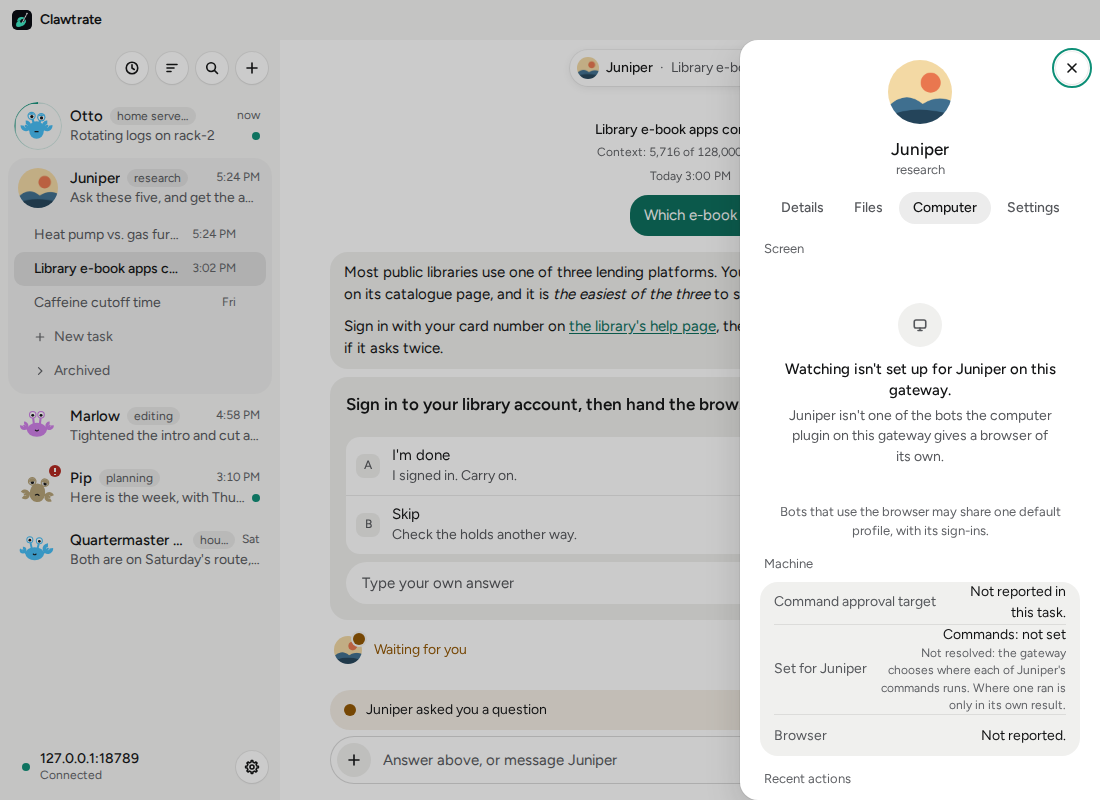 Clawtrate
Otto home serve... now
Rotating logs on rack-2
Juniper research 5:24 PM
Ask these five, and get the a...
Heat pump vs. gas fur... 5:24 PM
Library e-book apps c... 3:02 PM
Caffeine cutoff time Fri
+ New task
Archived
Marlow editing 4:58 PM
Tightened the intro and cut a...
Pip planning 3:10 PM
Here is the week, with Thu...
Quartermaster ... hou... Sat
Both are on Saturday's route,...
127.0.0.1:18789
Connected
Juniper · Library e-b
Library e-book apps co
Context: 5,716 of 128,000
Today 3:00 PM
Which e-book
Most public libraries use one of three lending platforms. You
on its catalogue page, and it is the easiest of the three to s
Sign in with your card number on the library's help page, the
if it asks twice.
Sign in to your library account, then hand the brow
A I'm done
I signed in. Carry on.
B Skip
Check the holds another way.
Type your own answer
Waiting for you
Juniper asked you a question
Answer above, or message Juniper
Juniper
research
Details Files Computer Settings
Screen
Watching isn't set up for Juniper on this
gateway.
Juniper isn't one of the bots the computer
plugin on this gateway gives a browser of
its own.
Bots that use the browser may share one default
profile, with its sign-ins.
Machine
Command approval target Not reported in
this task.
Set for Juniper Commands: not set
Not resolved: the gateway
chooses where each of Juniper's
commands runs. Where one ran is
only in its own result.
Browser Not reported.
Recent actions